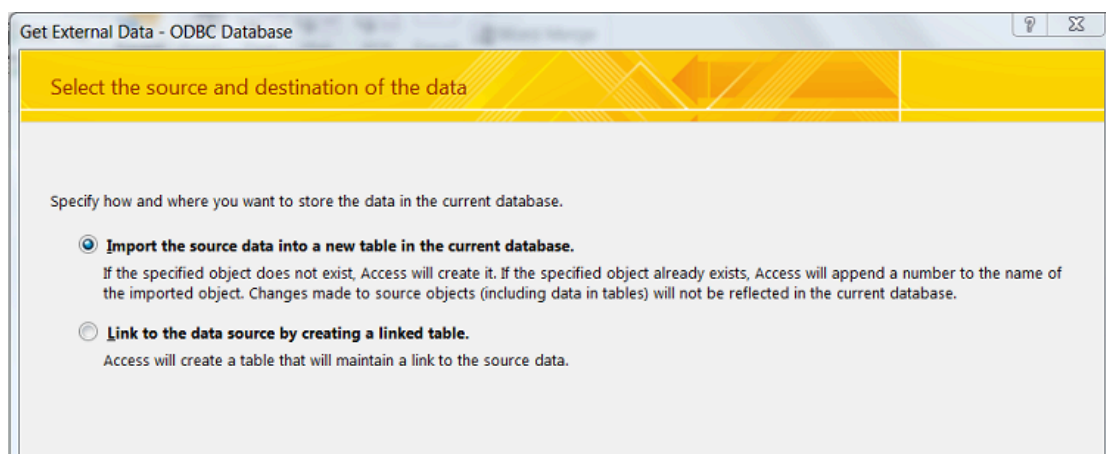 Get External Data - ODBC Database
Select the source and destination of the data
Specify how and where you want to store the data in the current database.
Import the source data into a new table in the current database.
If the specified object does not exist, Access will create it. If the specified object already exists, Access will append a number to the name of
the imported object. Changes made to source objects (including data in tables) will not be reflected in the current database.
Link to the data source by creating a linked table.
Access will create a table that will maintain a link to the source data.